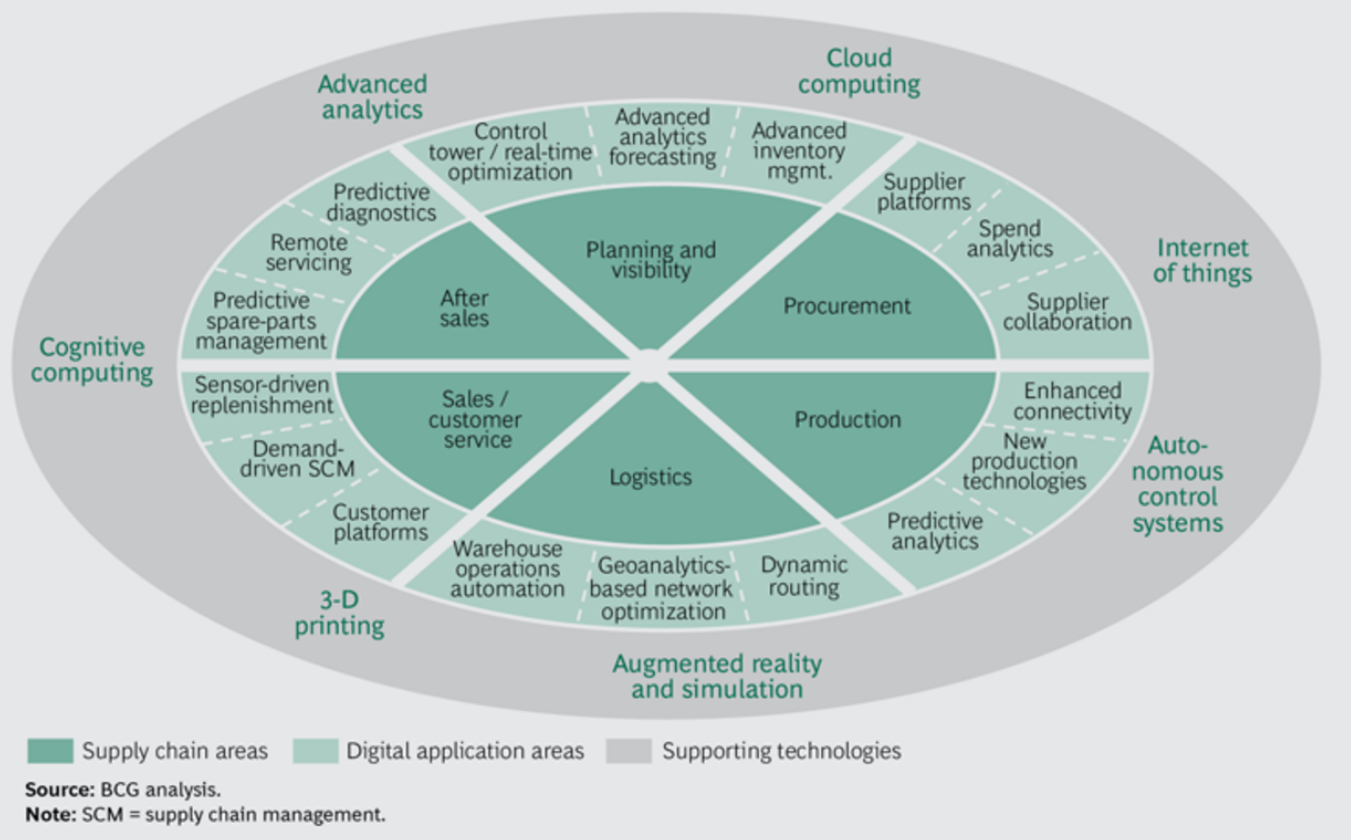 Cloud
computing
Advanced
analytics
Control
tower / real-time
optimization
Advanced
analytics
forecasting
Advanced
inventory
mgmt.
Supplier
platforms
Spend
analytics
Supplier
collaboration
Predictive
diagnostics
Remote
servicing
Predictive
spare-parts
management
Planning and
visibility
Procurement
After
sales
Internet
of things
Cognitive
computing
Sensor-driven
replenishment
Demand-
driven SCM
Customer
platforms
Sales /
customer
service
Logistics
Production
Enhanced
connectivity
New
production
technologies
Predictive
analytics
Auto-
nomous
control
systems
Warehouse
operations
automation
Geoanalytics-
based network
optimization
Dynamic
routing
3-D
printing
Augmented reality
and simulation
Supply chain areas
Digital application areas
Supporting technologies
Source: BCG analysis.
Note: SCM = supply chain management.